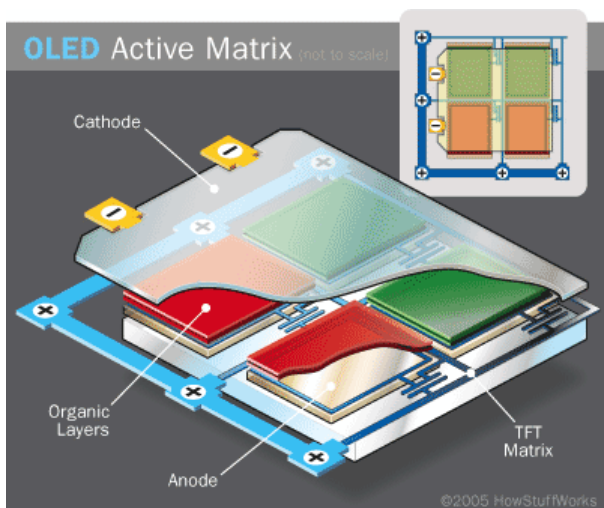 OLED Active Matrix (not to scale)
Cathode
Organic
Layers
Anode
TFT
Matrix
©2005 HowStuffWorks